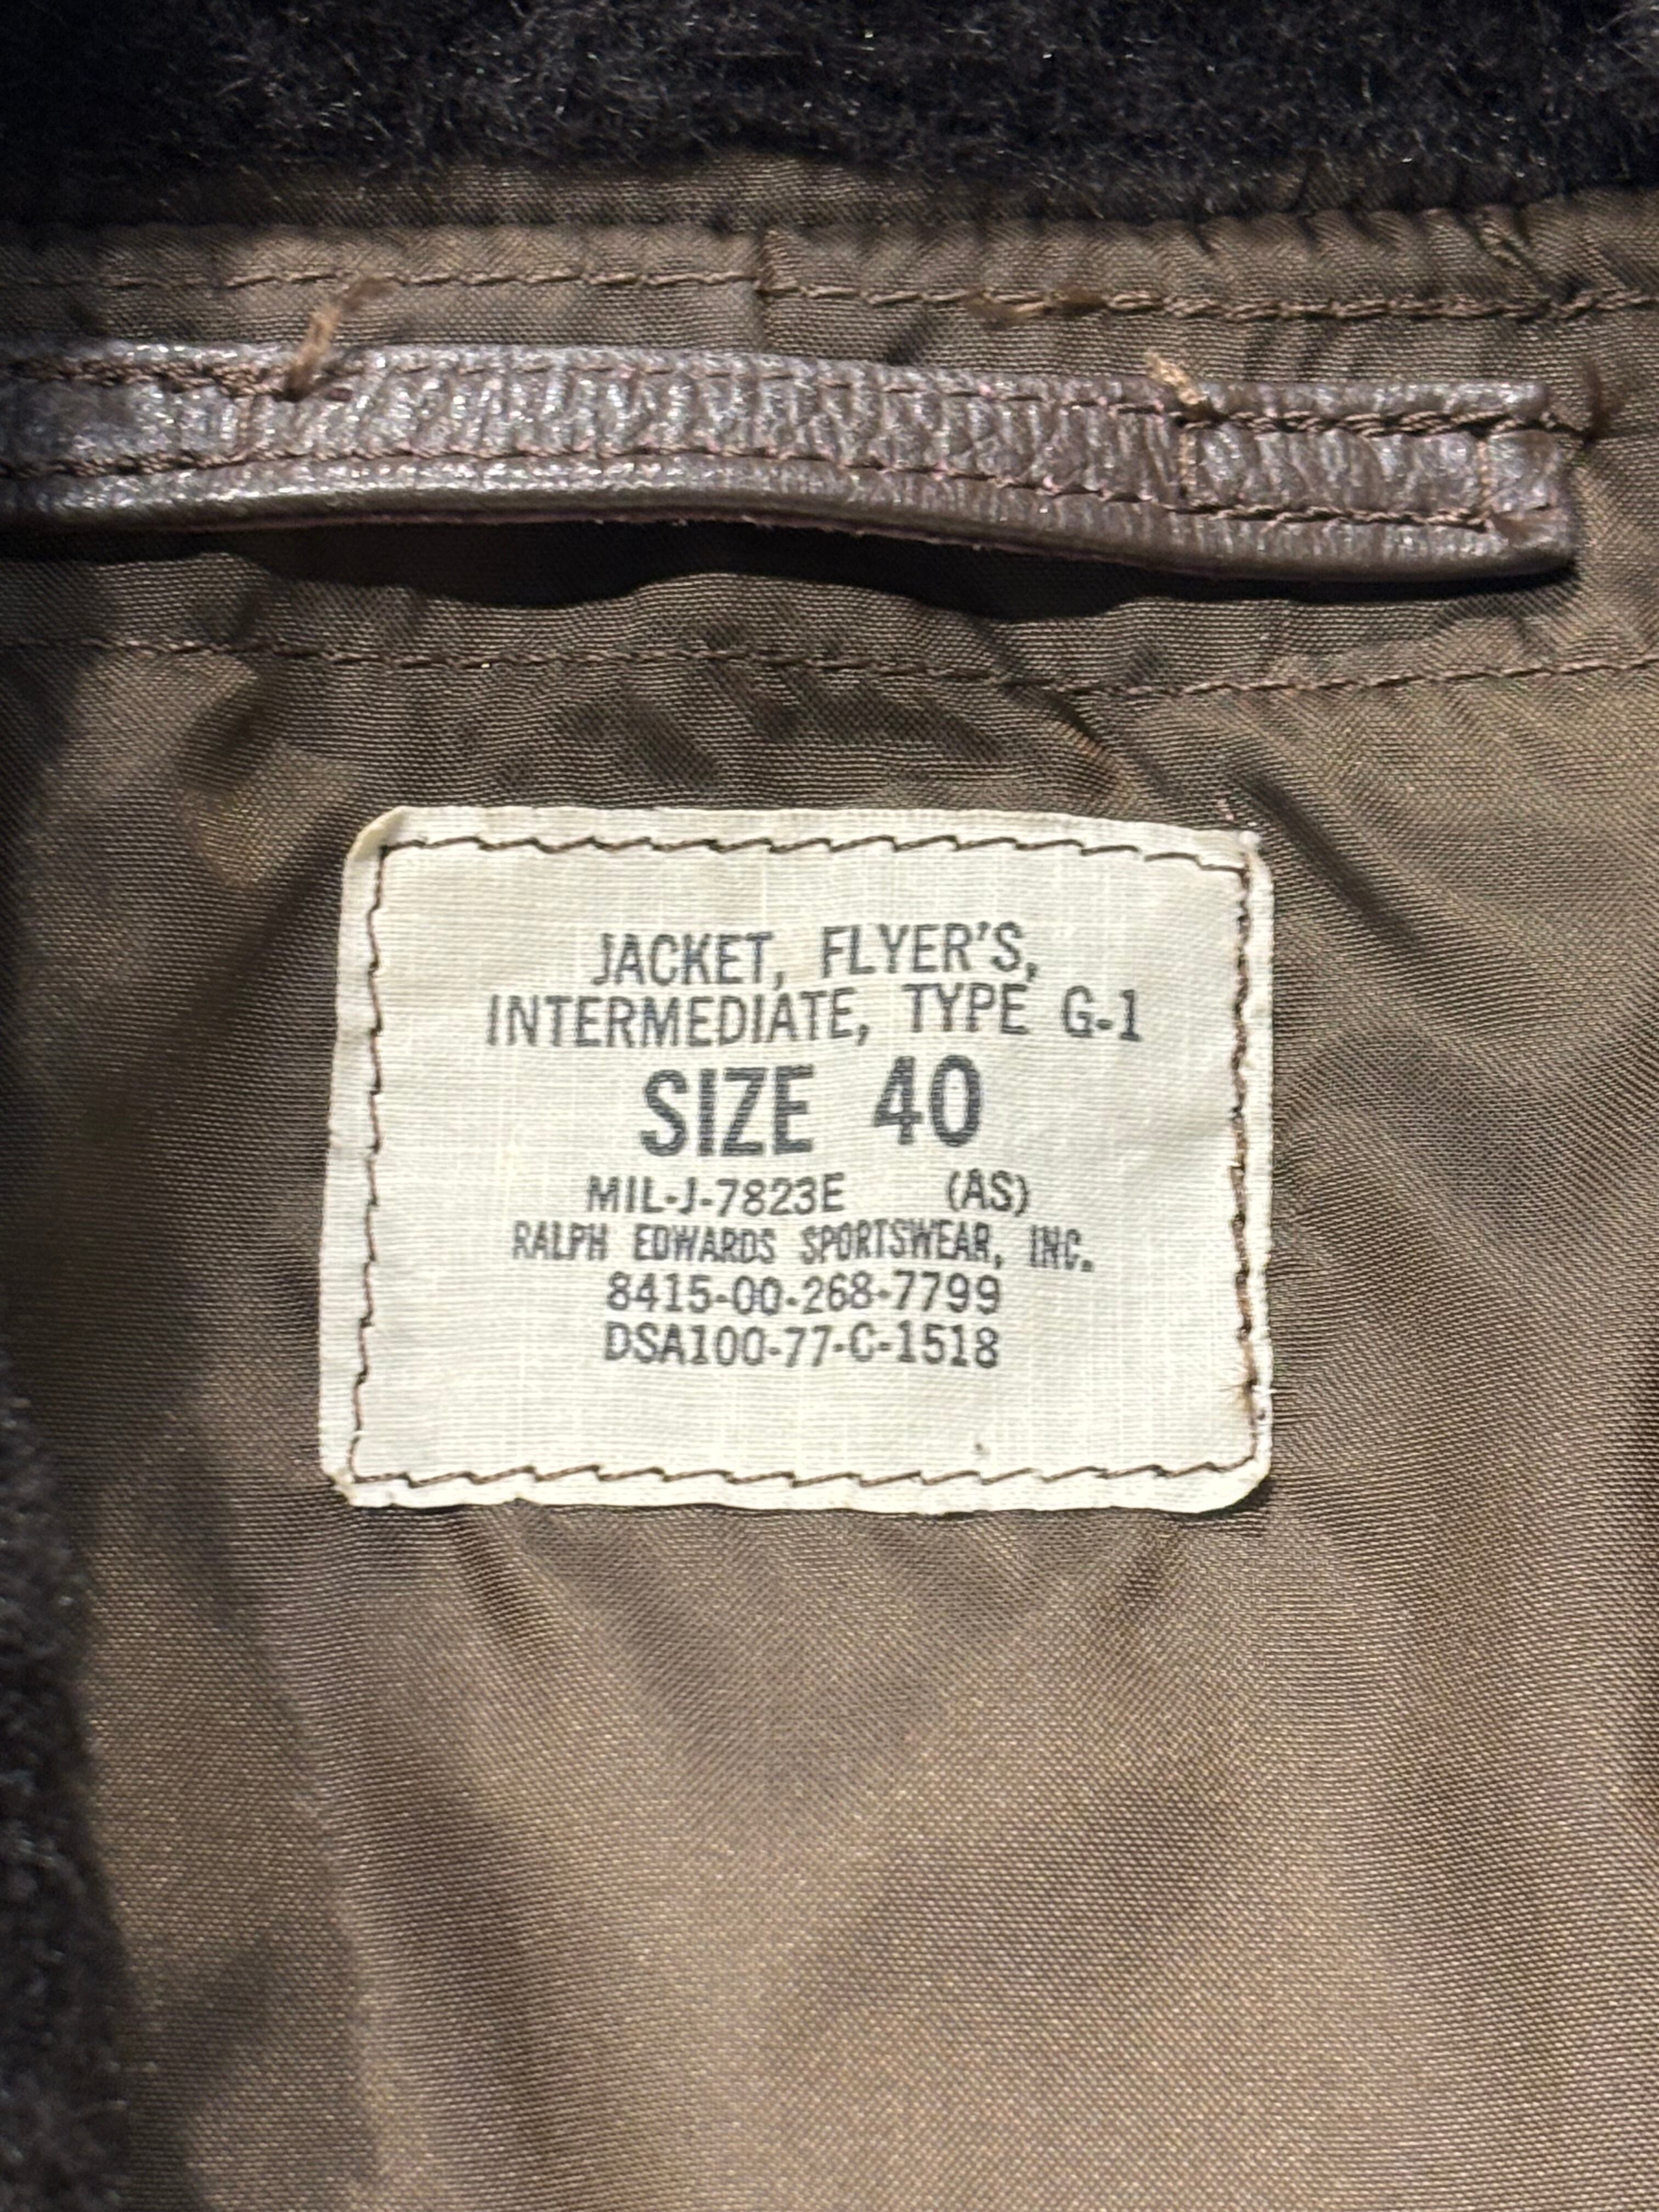 JACKET, FLYER'S,
INTERMEDIATE, TYPE G-1
SIZE 40
MIL-J-7823E (AS)
RALPH EDWARDS SPORTSWEAR, INC.
8415-00-268-7799
DSA100-77-C-1518